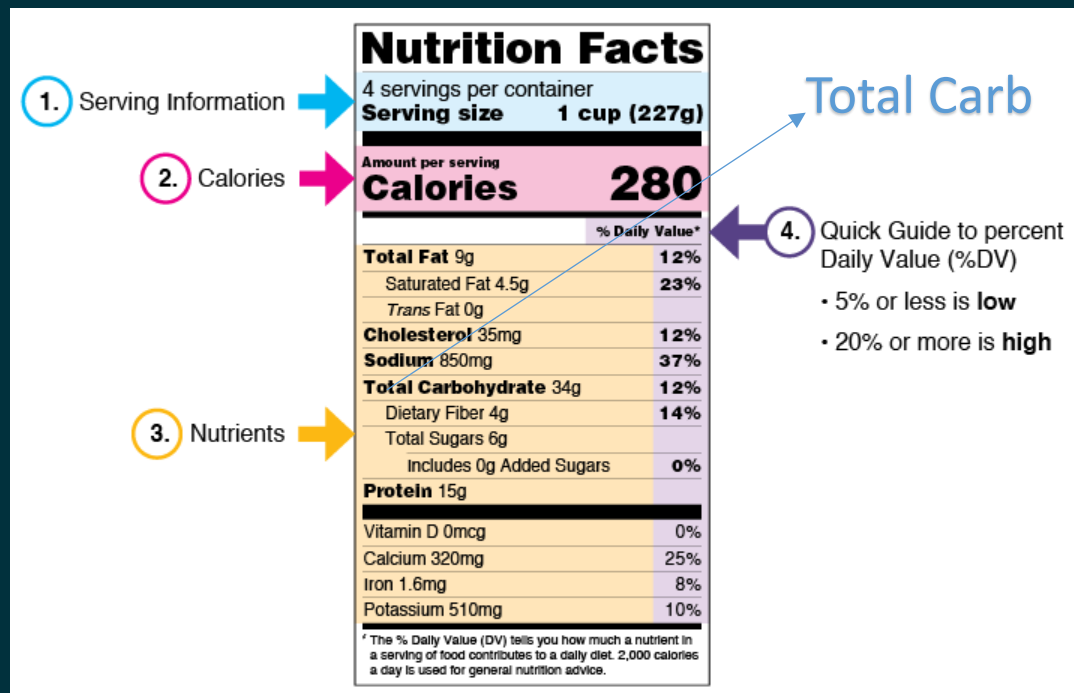 Nutrition Facts
1. Serving Information
4 servings per container
Serving size 1 cup (227g)
Total Carb
2. Calories
Amount per serving
Calories 280
% Daily Value*
4. Quick Guide to percent
Daily Value (%DV)
• 5% or less is low
• 20% or more is high
Total Fat 9g 12%
Saturated Fat 4.5g 23%
Trans Fat 0g
Cholesterol 35mg 12%
Sodium 850mg 37%
Total Carbohydrate 34g 12%
3. Nutrients
Dietary Fiber 4g 14%
Total Sugars 6g
Includes 0g Added Sugars 0%
Protein 15g
Vitamin D 0mcg 0%
Calcium 320mg 25%
Iron 1.6mg 8%
Potassium 510mg 10%
* The % Daily Value (DV) tells you how much a nutrient in
a serving of food contributes to a daily diet. 2,000 calories
a day is used for general nutrition advice.